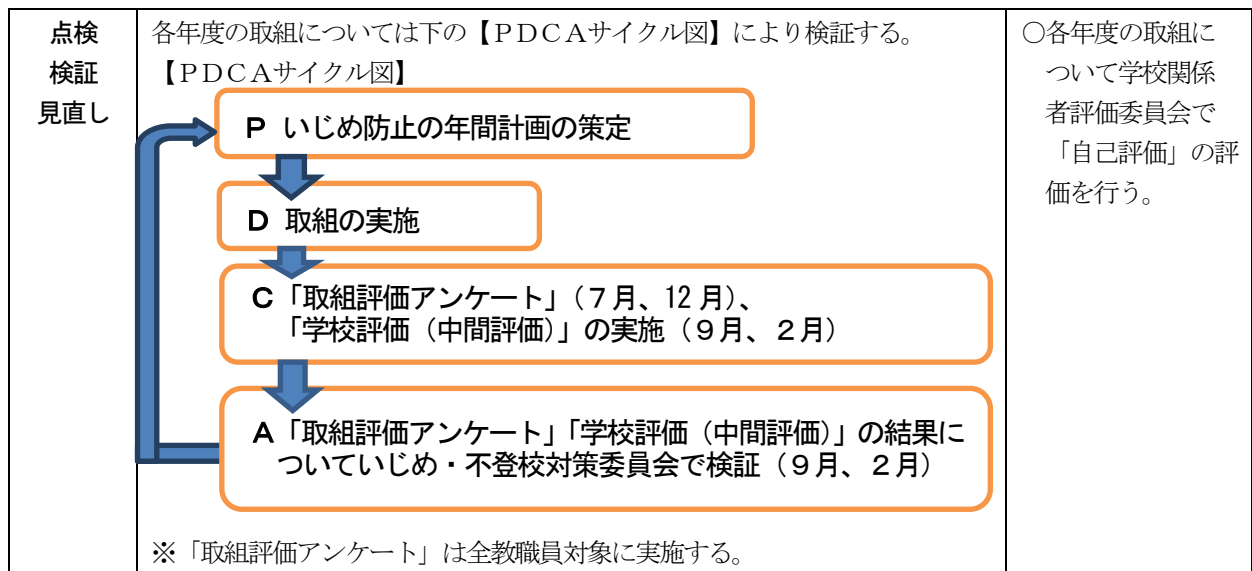 点検
検証
見直し
各年度の取組については下の【ＰＤＣＡサイクル図】により検証する。
【ＰＤＣＡサイクル図】
Ｐ いじめ防止の年間計画の策定
Ｄ 取組の実施
Ｃ「取組評価アンケート」（７月、12月）、
「学校評価（中間評価）」の実施（９月、２月）
Ａ「取組評価アンケート」「学校評価（中間評価）」の結果に
ついていじめ・不登校対策委員会で検証（９月、２月）
※「取組評価アンケート」は全教職員対象に実施する。
○各年度の取組に
ついて学校関係
者評価委員会で
「自己評価」の評
価を行う。